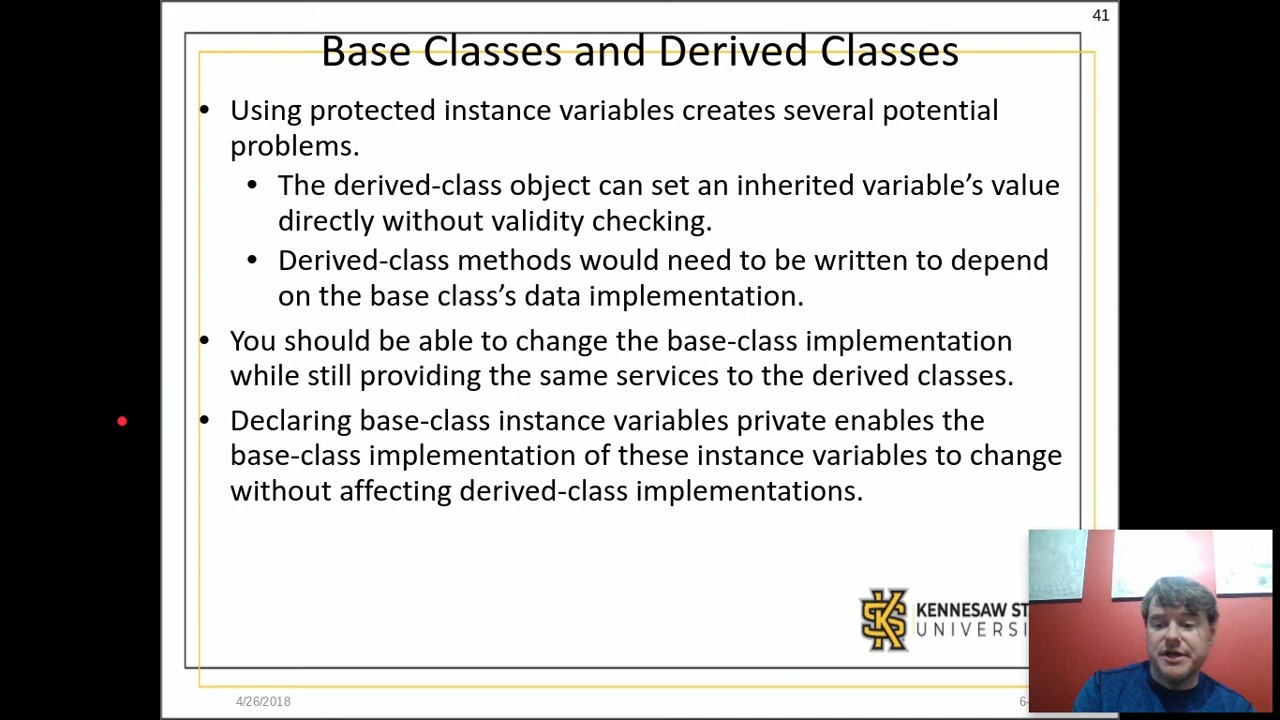 41
Base Classes and Derived Classes
• Using protected instance variables creates several potential
problems.
• The derived-class object can set an inherited variable’s value
directly without validity checking.
• Derived-class methods would need to be written to depend
on the base class’s data implementation.
• You should be able to change the base-class implementation
while still providing the same services to the derived classes.
• Declaring base-class instance variables private enables the
base-class implementation of these instance variables to change
without affecting derived-class implementations.
KENNESAW
4/26/2018